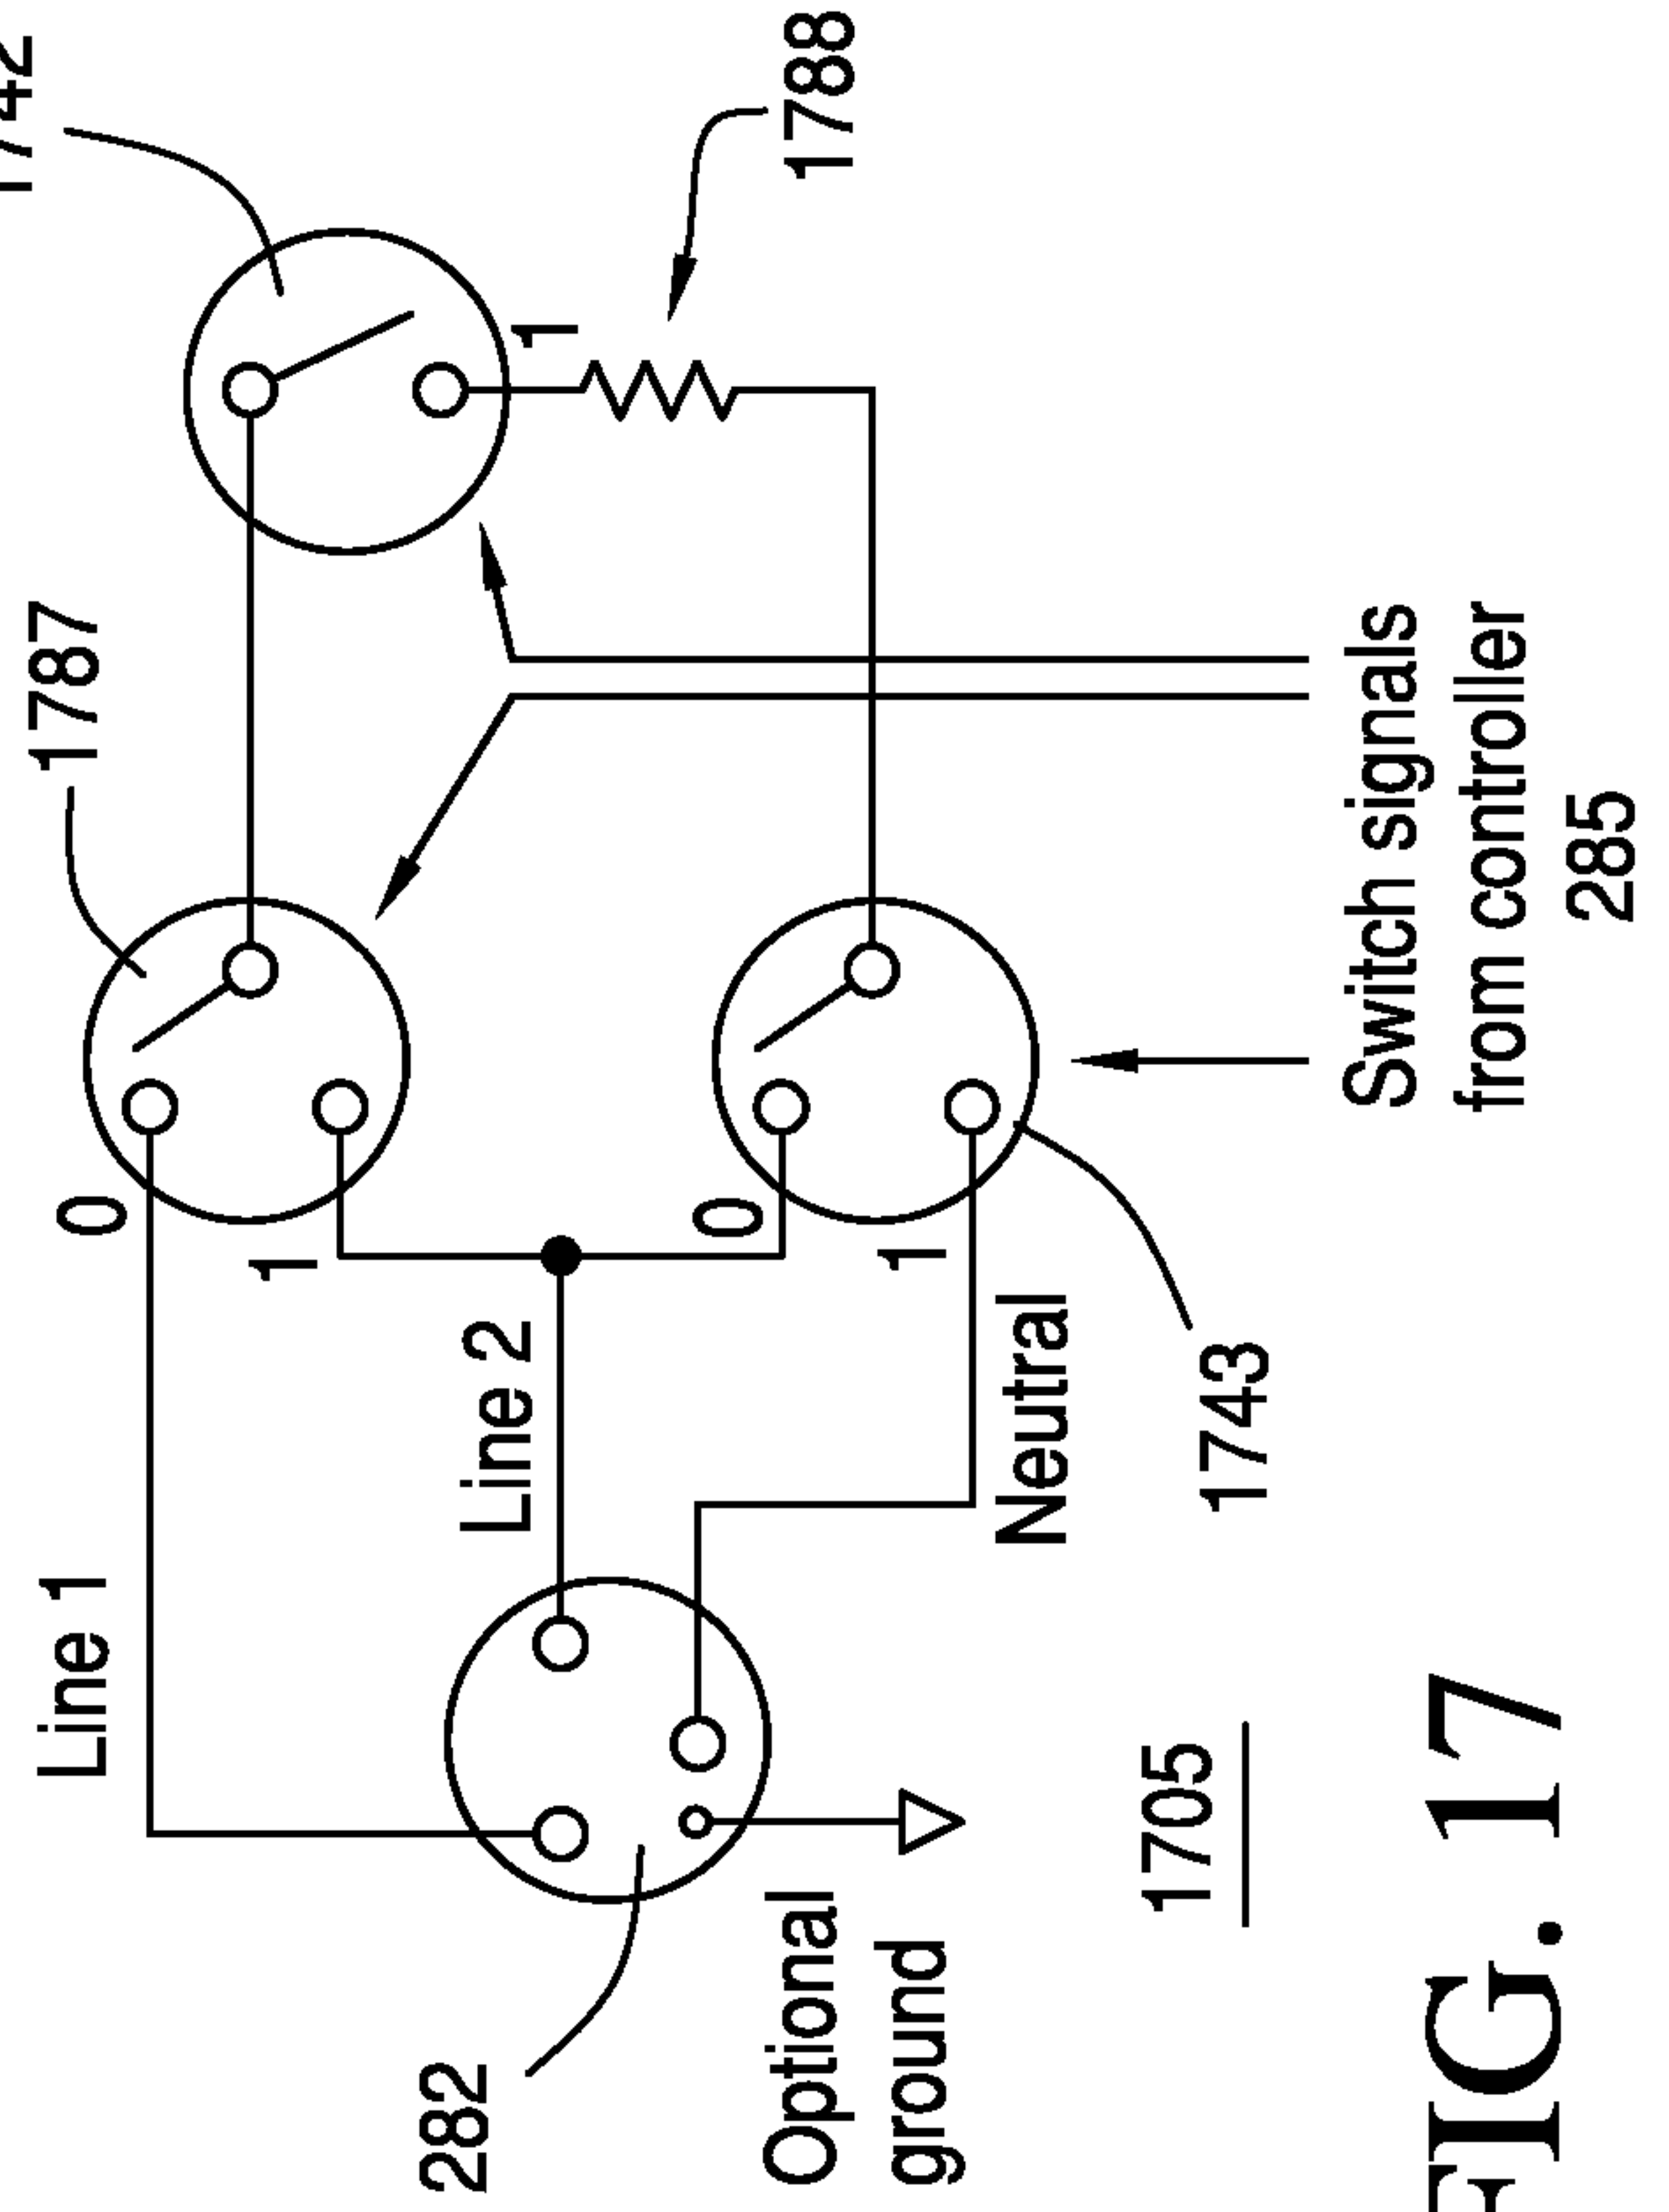 1742
1787
Line 1
0
1
282
Line 2
1
0
1788
Optional
ground
1
Neutral
1705
1743
Switch signals
from controller
285
FIG. 17